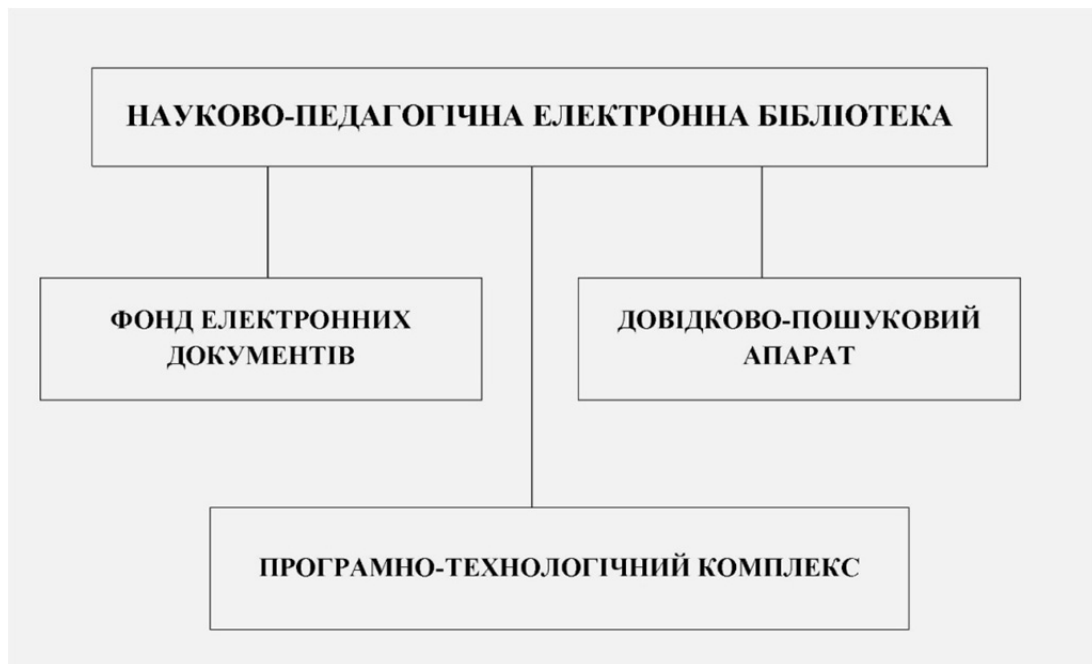 НАУКОВО-ПЕДАГОГІЧНА ЕЛЕКТРОННА БІБЛІОТЕКА
ФОНД ЕЛЕКТРОННИХ
ДОКУМЕНТІВ
ДОВІДКОВО-ПОШУКОВИЙ
АПАРАТ
ПРОГРАМНО-ТЕХНОЛОГІЧНИЙ КОМПЛЕКС